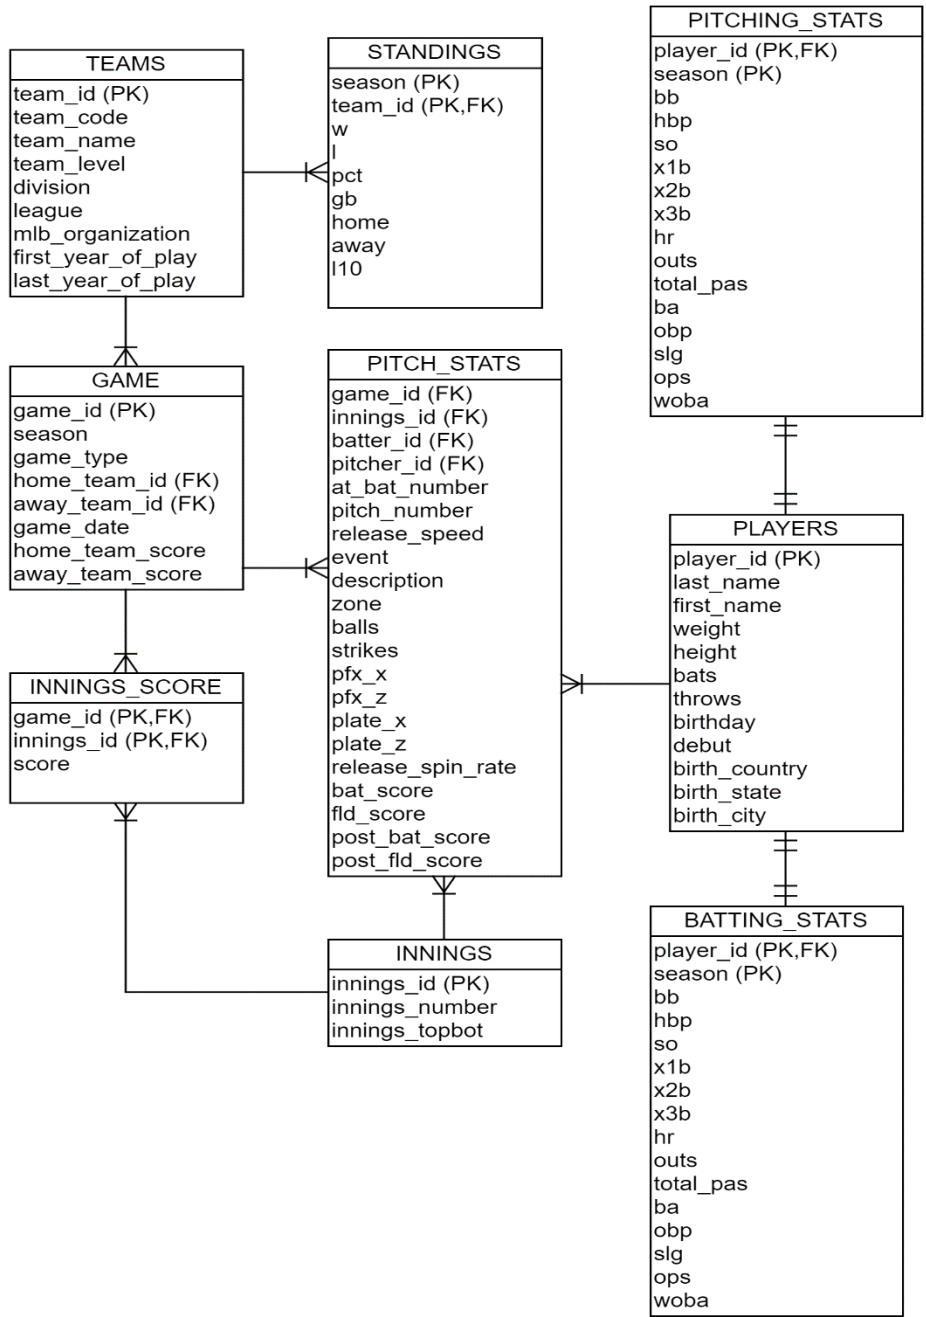 TEAMS
team_id (PK)
team_code
team_name
team_level
division
league
mlb_organization
first_year_of_play
last_year_of_play
STANDINGS
season (PK)
team_id (PK,FK)
w
l
pct
gb
home
away
l10
PITCHING_STATS
player_id (PK,FK)
season (PK)
bb
hbp
so
x1b
x2b
x3b
hr
outs
total_pas
ba
obp
slg
ops
woba
GAME
game_id (PK)
season
game_type
home_team_id (FK)
away_team_id (FK)
game_date
home_team_score
away_team_score
PITCH_STATS
game_id (FK)
innings_id (FK)
batter_id (FK)
pitcher_id (FK)
at_bat_number
pitch_number
release_speed
event
description
zone
balls
strikes
pfx_x
pfx_z
plate_x
plate_z
release_spin_rate
bat_score
fld_score
post_bat_score
post_fld_score
PLAYERS
player_id (PK)
last_name
first_name
weight
height
bats
throws
birthday
debut
birth_country
birth_state
birth_city
INNINGS_SCORE
game_id (PK,FK)
innings_id (PK,FK)
score
INNINGS
innings_id (PK)
innings_number
innings_topbot
BATTING_STATS
player_id (PK,FK)
season (PK)
bb
hbp
so
x1b
x2b
x3b
hr
outs
total_pas
ba
obp
slg
ops
woba